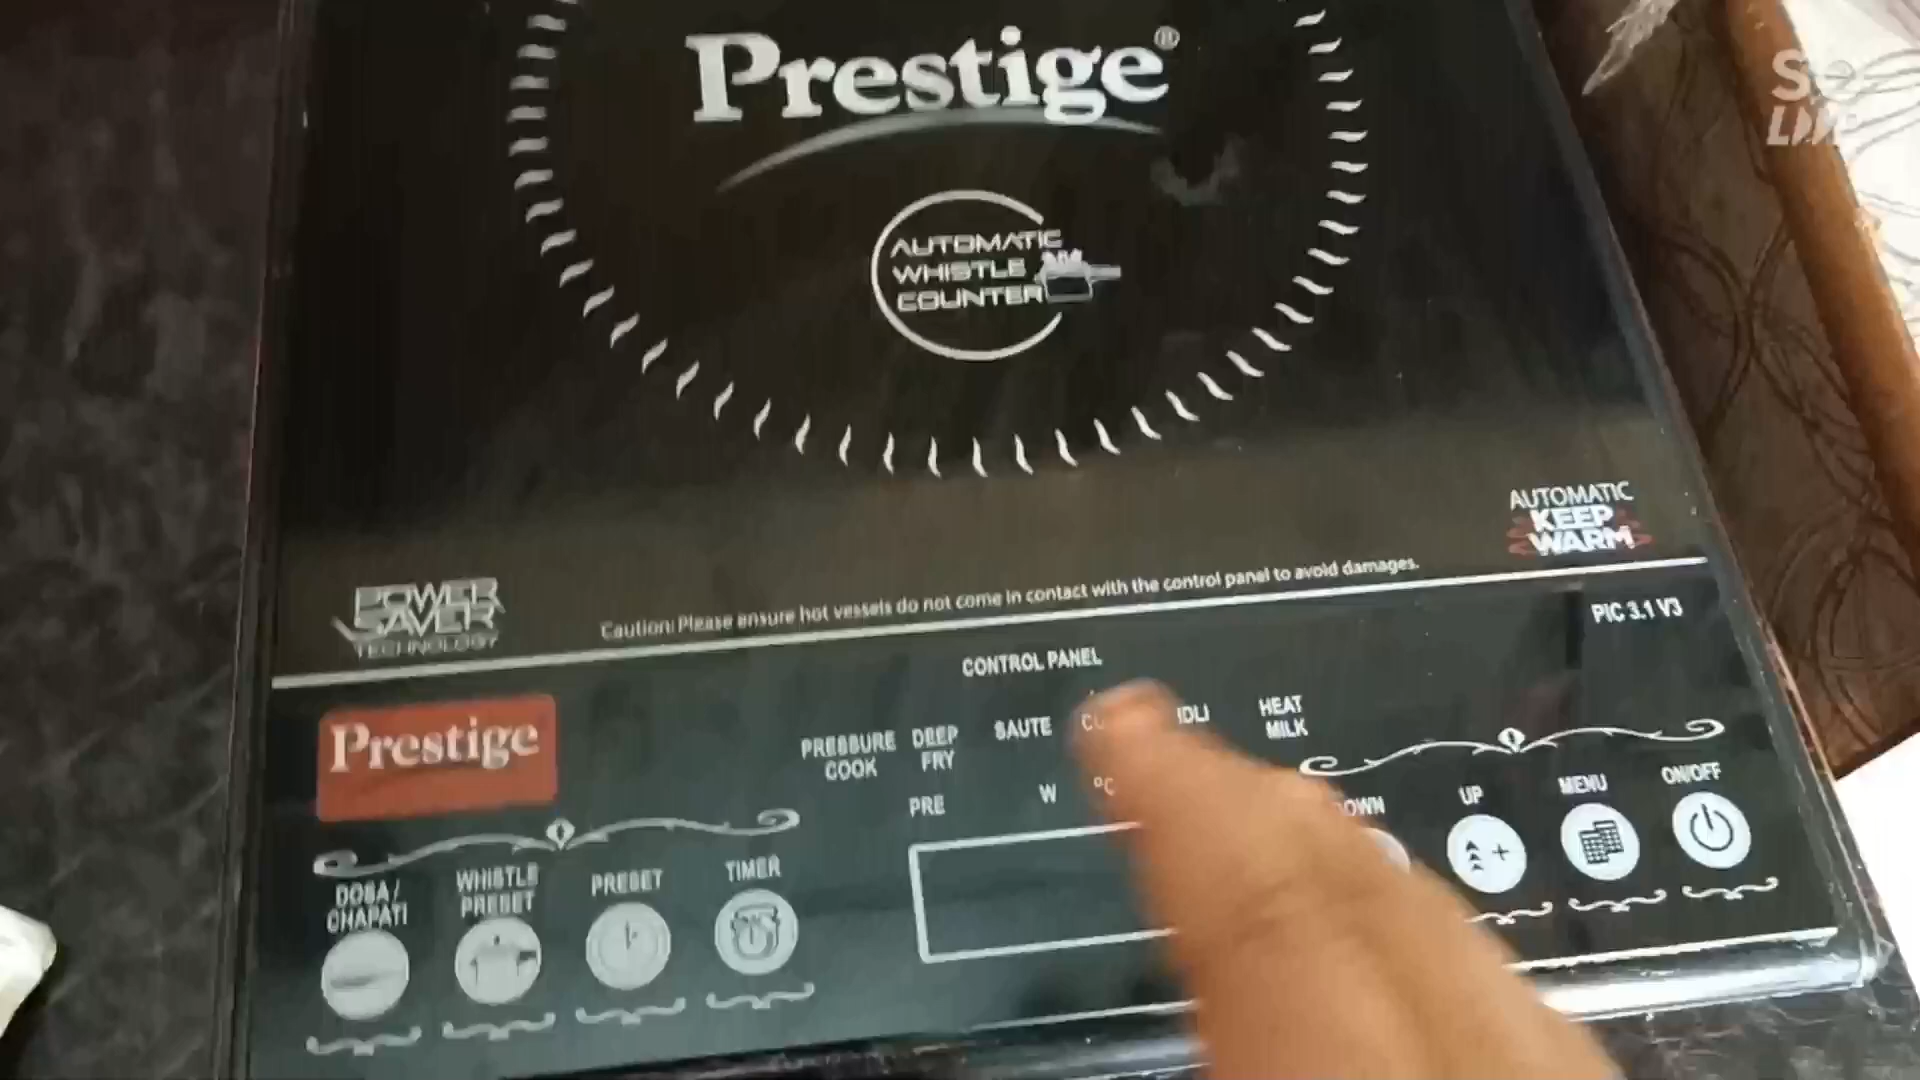 Prestige®
AUTOMATIC
WHISTLE
COUNTER
AUTOMATIC
KEEP
WARM
POWER
SAVER
TECHNOLOGY
Caution: Please ensure hot vessels do not come in contact with the control panel to avoid damages.
PIC 3.1 V3
CONTROL PANEL
Prestige
PRESSURE
COOK
DEEP
FRY
SAUTE
IDLI
HEAT
MILK
PRE
W
°C
DOSA /
CHAPATI
WHISTLE
PRESET
PRESET
TIMER
UP
MENU
ON/OFF